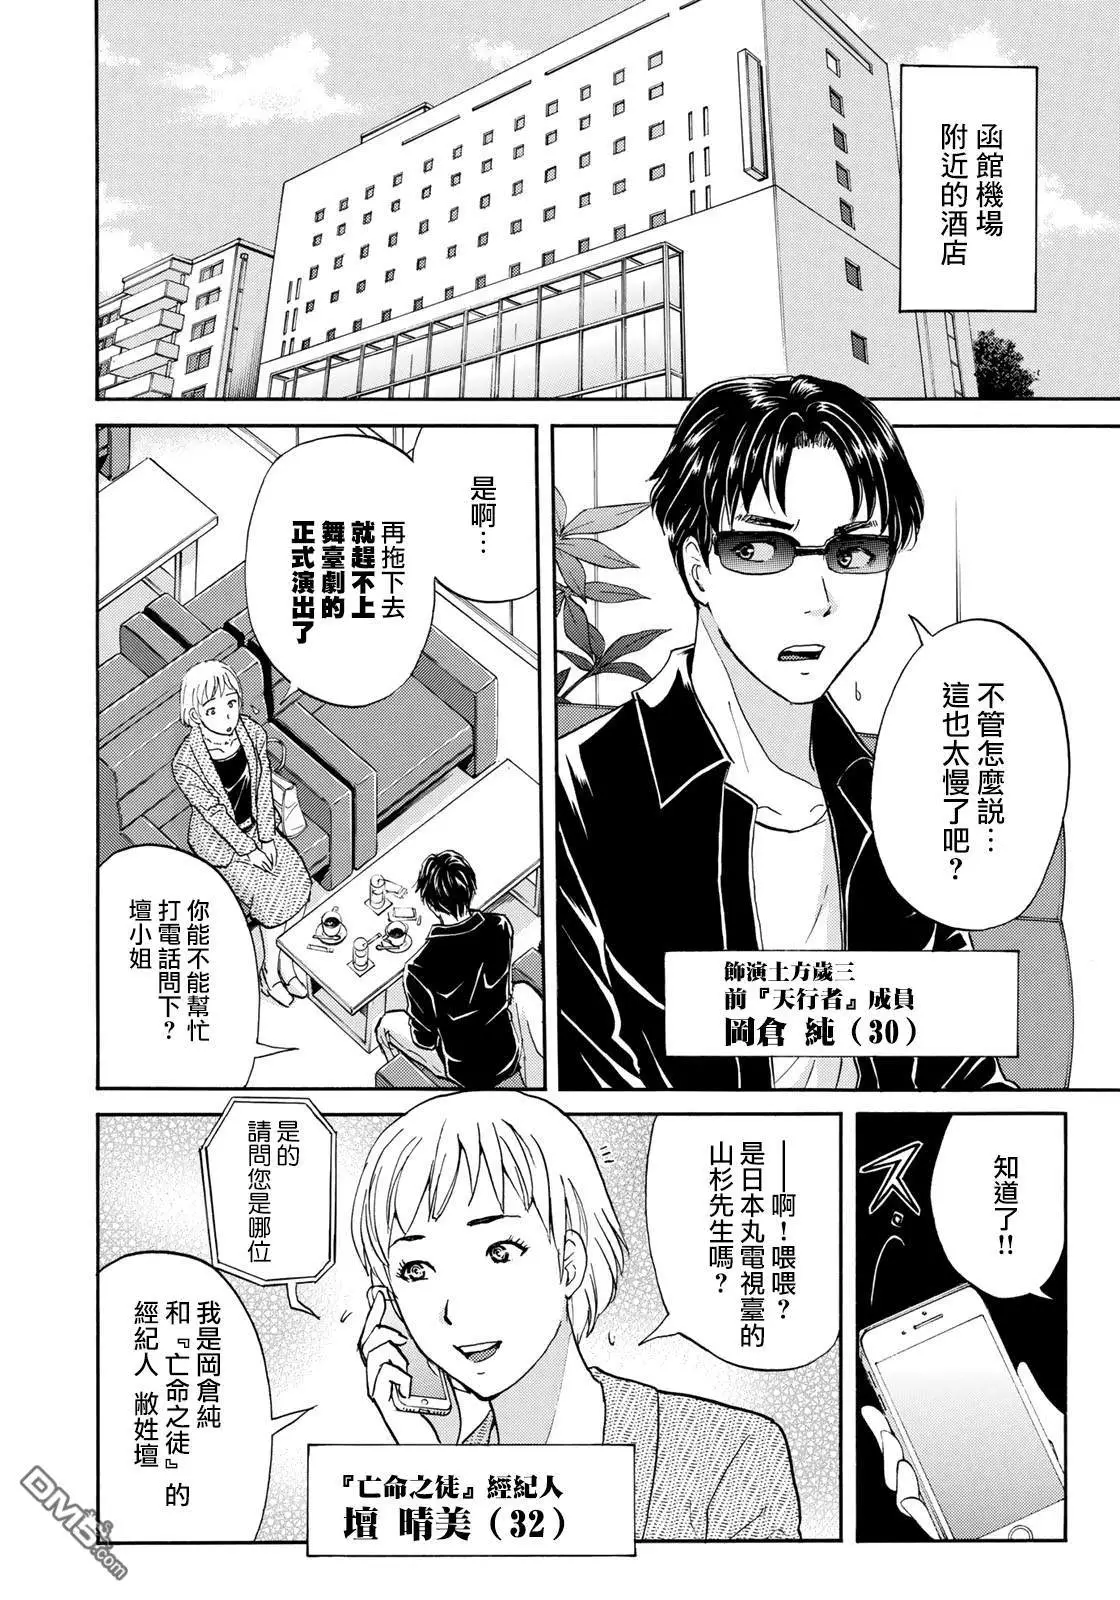 函館機場
附近的酒店
不管怎麼說…
這也太慢了吧?
飾演土方歲三
前『天行者』成員
岡倉 純(30)
是啊…
再拖下去
就趕不上
舞臺劇的
正式演出了
你能不能幫忙
打電話問下?
壇小姐
知道了!!
ス
——啊!喂喂?
是日本丸電視臺的
山杉先生嗎?
是的
請問您是哪位
我是岡倉純
和『亡命之徒』的
經紀人 敝姓壇
『亡命之徒』經紀人
壇 晴美(32)
DM5
www.dm5.com